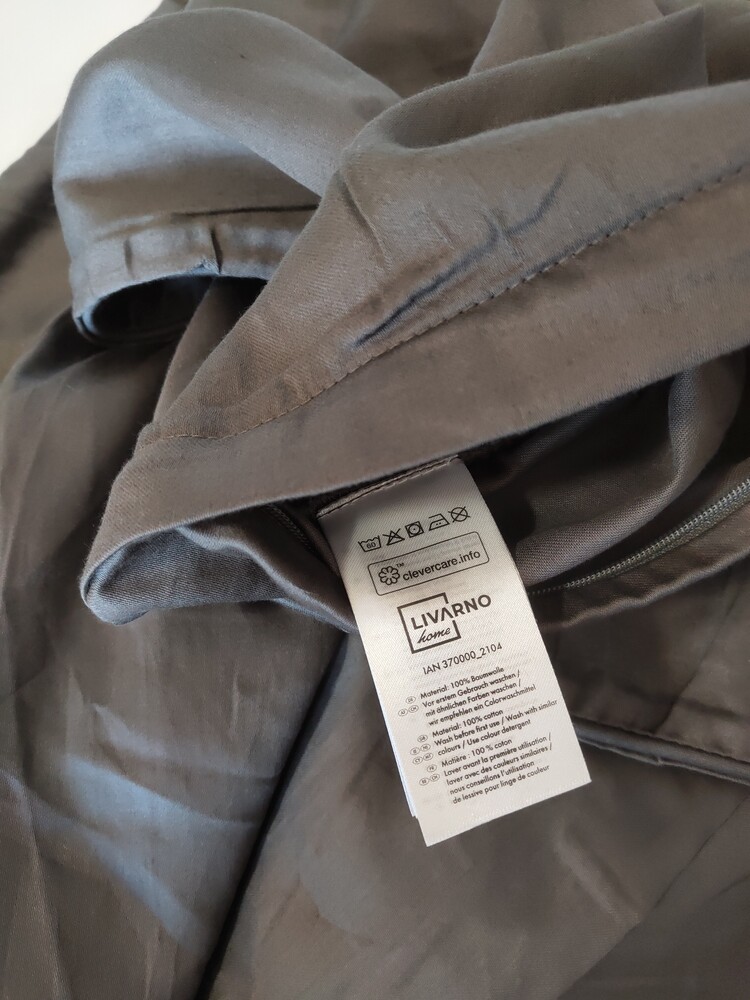 60
clevercare.info
™
LIVARNO
home
IAN 370000_2104
Material: 100% Baumwolle
Vor erstem Gebrauch waschen /
mit ähnlichen Farben waschen /
wir empfehlen ein Colorwaschmittel
Material: 100% cotton
Wash before first use / Wash with similar
colours / Use colour detergent
Matière : 100 % coton
Laver avant la première utilisation /
laver avec des couleurs similaires /
nous conseillons l'utilisation
de lessive pour linge de couleur